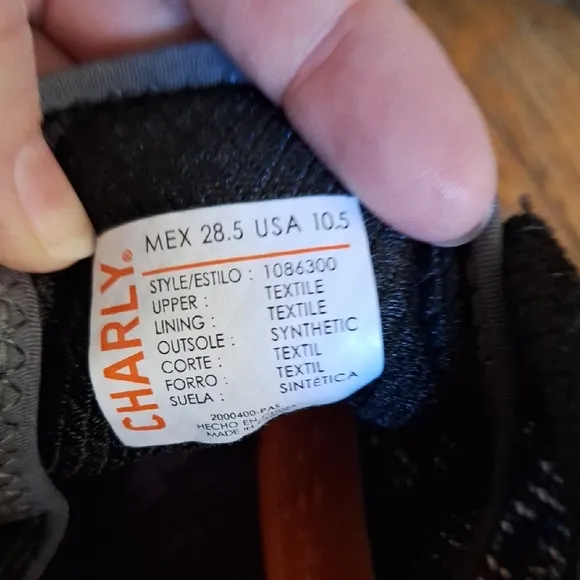 CHARLY®
MEX 28.5 USA 10.5
STYLE/ESTILO : 1086300
UPPER : TEXTILE
LINING : TEXTILE
OUTSOLE : SYNTHETIC
CORTE : TEXTIL
FORRO : TEXTIL
SUELA : SINTÉTICA
HECHO EN
MADE IN